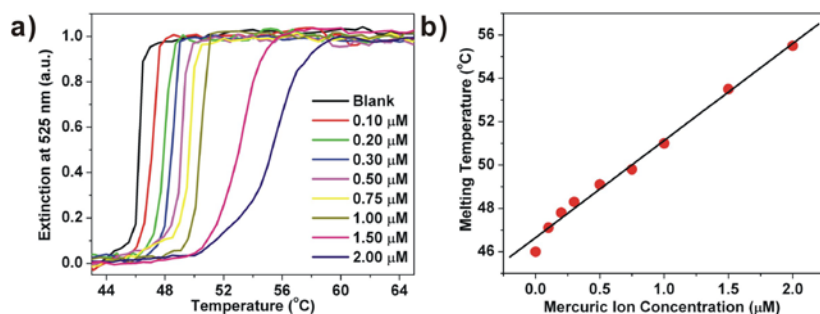 a)
Extinction at 525 nm (a.u.)
1.0
0.8
0.6
0.4
0.2
0.0
Blank
0.10 μM
0.20 μM
0.30 μM
0.50 μM
0.75 μM
1.00 μM
1.50 μM
2.00 μM
44 48 52 56 60 64
Temperature (°C)
b)
Melting Temperature (°C)
56
54
52
50
48
46
0.0 0.5 1.0 1.5 2.0
Mercuric Ion Concentration (μM)